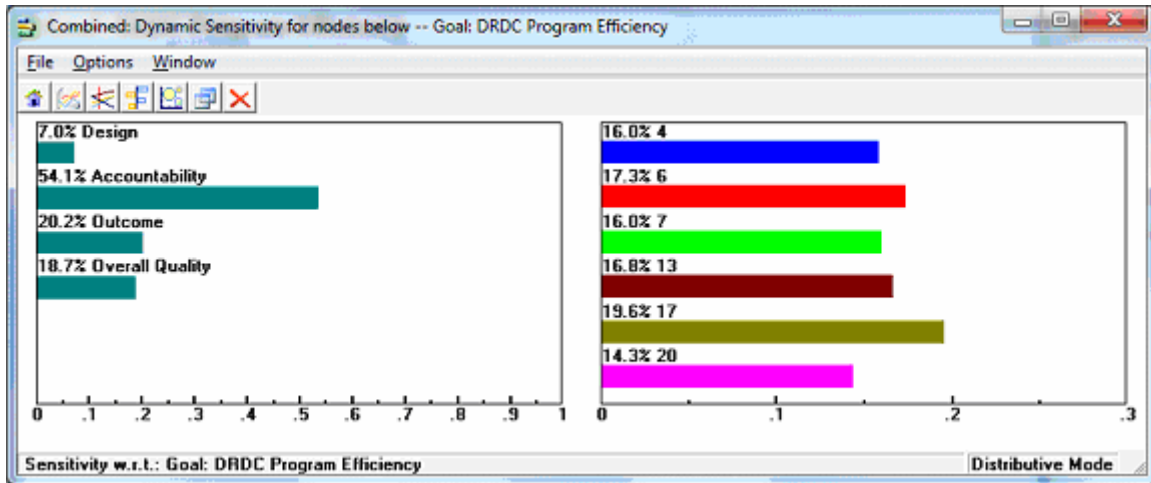 Combined: Dynamic Sensitivity for nodes below -- Goal: DRDC Program Efficiency
File Options Window
7.0% Design
54.1% Accountability
20.2% Outcome
18.7% Overall Quality
0 .1 .2 .3 .4 .5 .6 .7 .8 .9 1
16.0% 4
17.3% 6
16.0% 7
16.8% 13
19.6% 17
14.3% 20
0 .1 .2 .3
Sensitivity w.r.t.: Goal: DRDC Program Efficiency
Distributive Mode